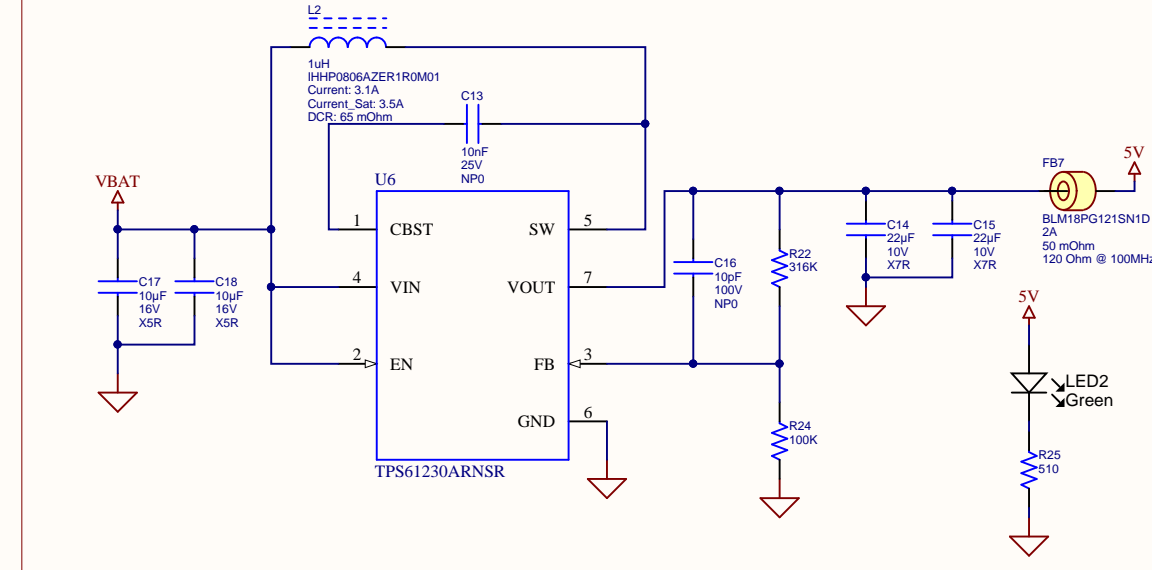 L2
1uH
IHHP0806AZER1R0M01
Current: 3.1A
Current_Sat: 3.5A
DCR: 65 mOhm
C13
10nF
25V
NP0
VBAT
C17
10µF
16V
X5R
C18
10µF
16V
X5R
U6
1 CBST
4 VIN
2 EN
SW 5
VOUT 7
FB 3
GND 6
TPS61230ARNSR
C16
10pF
100V
NP0
R22
316K
R24
100K
C14
22µF
10V
X7R
C15
22µF
10V
X7R
FB7
5V
BLM18PG121SN1D
2A
50 mOhm
120 Ohm @ 100MHz
5V
LED2
Green
R25
510